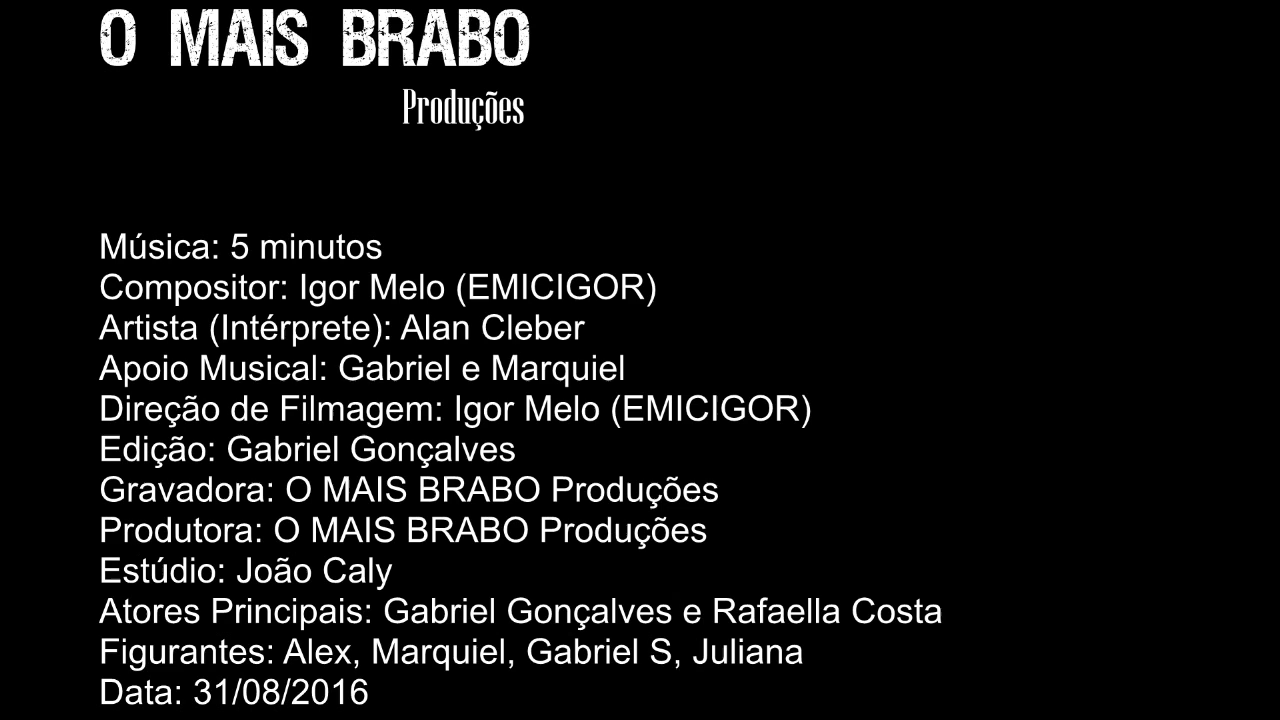 O MAIS BRABO
Produções
Música: 5 minutos
Compositor: Igor Melo (EMICIGOR)
Artista (Intérprete): Alan Cleber
Apoio Musical: Gabriel e Marquiel
Direção de Filmagem: Igor Melo (EMICIGOR)
Edição: Gabriel Gonçalves
Gravadora: O MAIS BRABO Produções
Produtora: O MAIS BRABO Produções
Estúdio: João Caly
Atores Principais: Gabriel Gonçalves e Rafaella Costa
Figurantes: Alex, Marquiel, Gabriel S, Juliana
Data: 31/08/2016